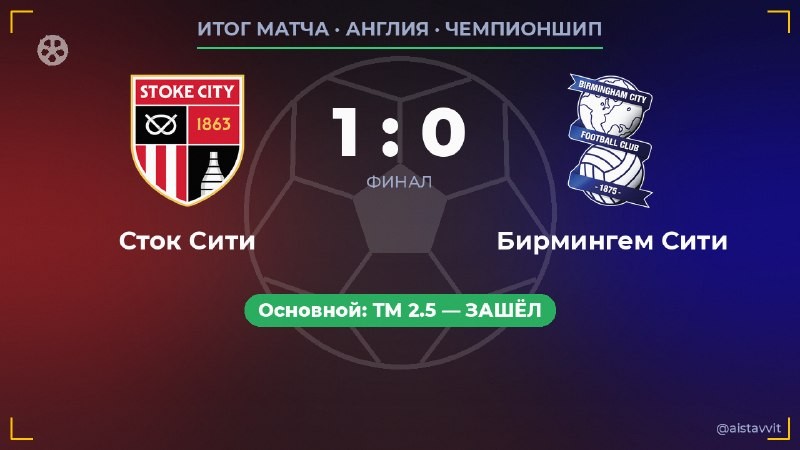 ИТОГ МАТЧА · АНГЛИЯ · ЧЕМПИОНШИП
STOKE CITY
1863
1 : 0
ФИНАЛ
BIRMINGHAM CITY
FOOTBALL CLUB
- 1875 -
Сток Сити
Бирмингем Сити
Основной: ТМ 2.5 — ЗАШЁЛ
@aistavvit